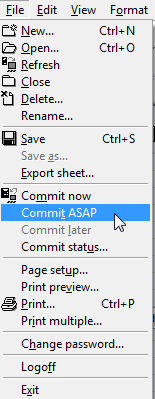 File Edit View Format
New... Ctrl+N
Open... Ctrl+O
Refresh
Close
Delete...
Rename...
Save Ctrl+S
Save as...
Export sheet...
Commit now
Commit ASAP
Commit later
Commit status...
Page setup...
Print preview...
Print... Ctrl+P
Print multiple...
Change password...
Logoff
Exit